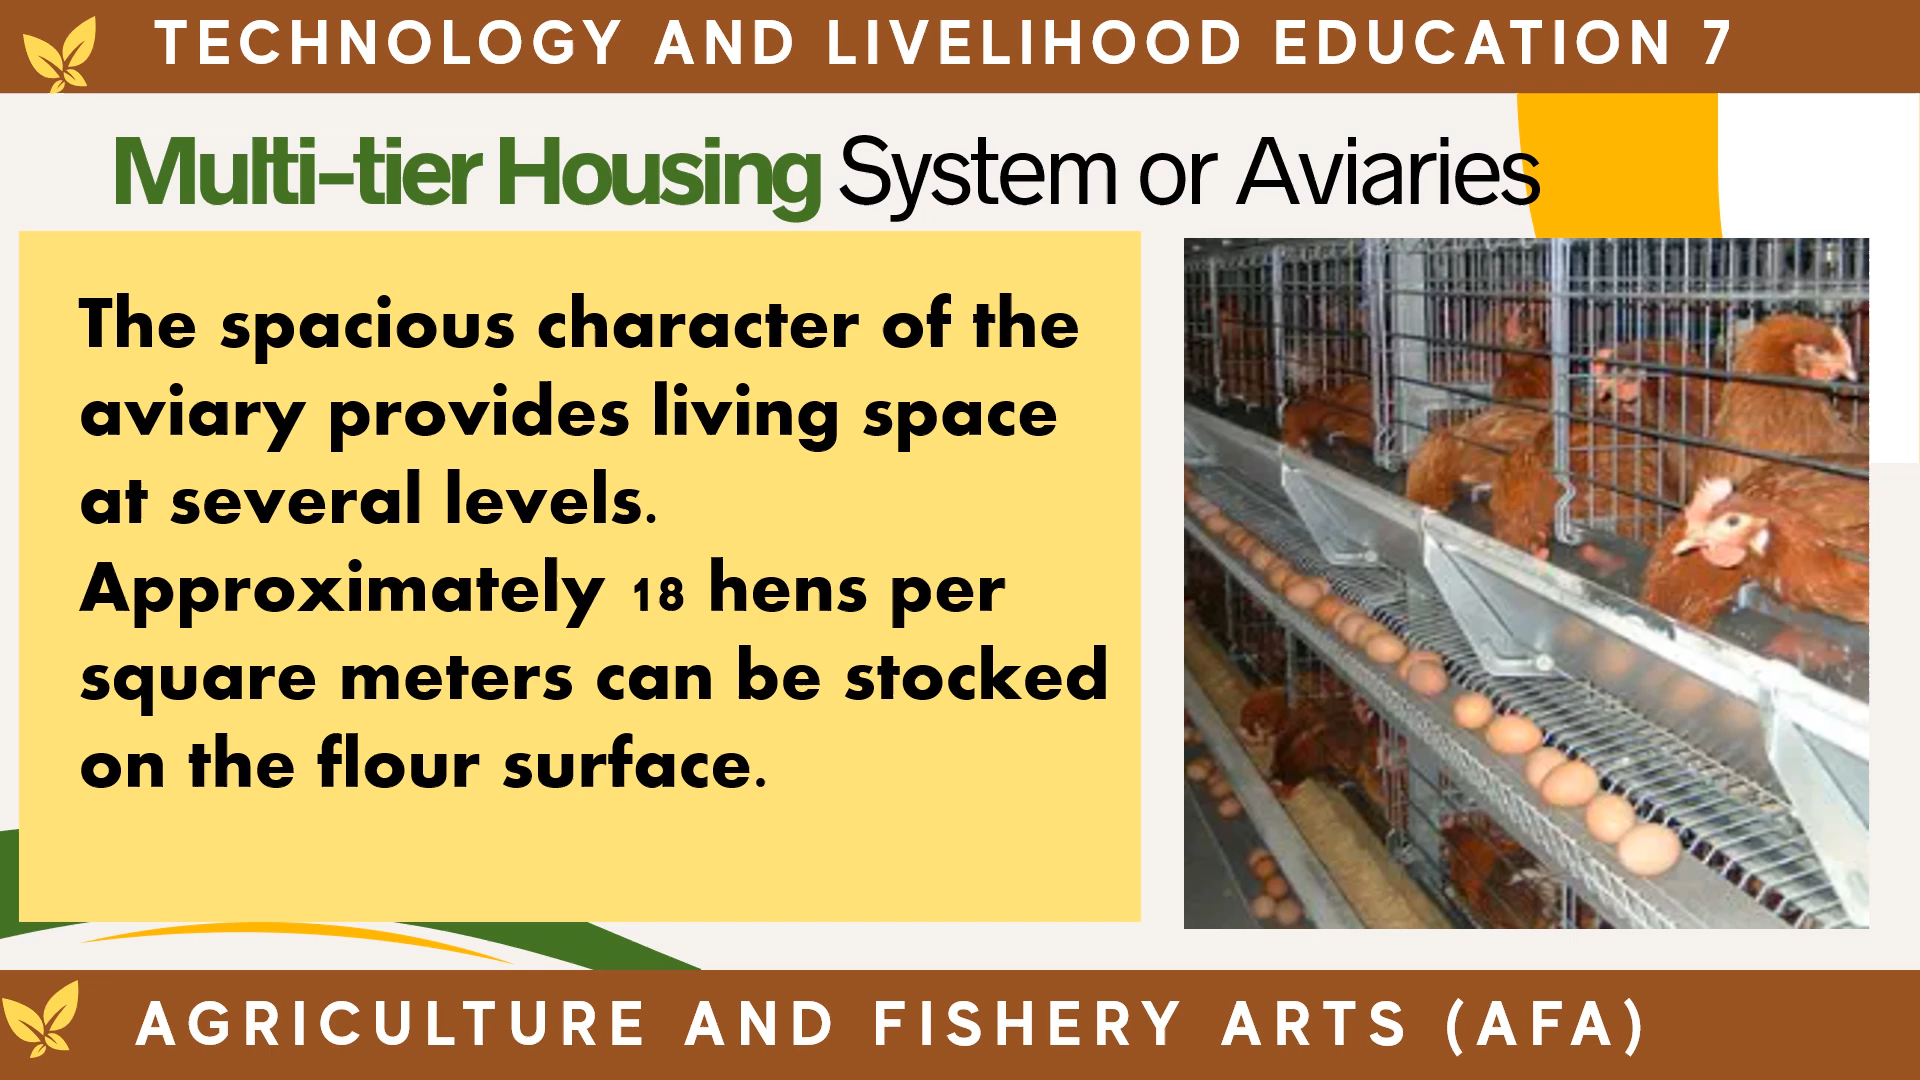 TECHNOLOGY AND LIVELIHOOD EDUCATION 7
Multi-tier Housing System or Aviaries
The spacious character of the
aviary provides living space
at several levels.
Approximately 18 hens per
square meters can be stocked
on the flour surface.
AGRICULTURE AND FISHERY ARTS (AFA)